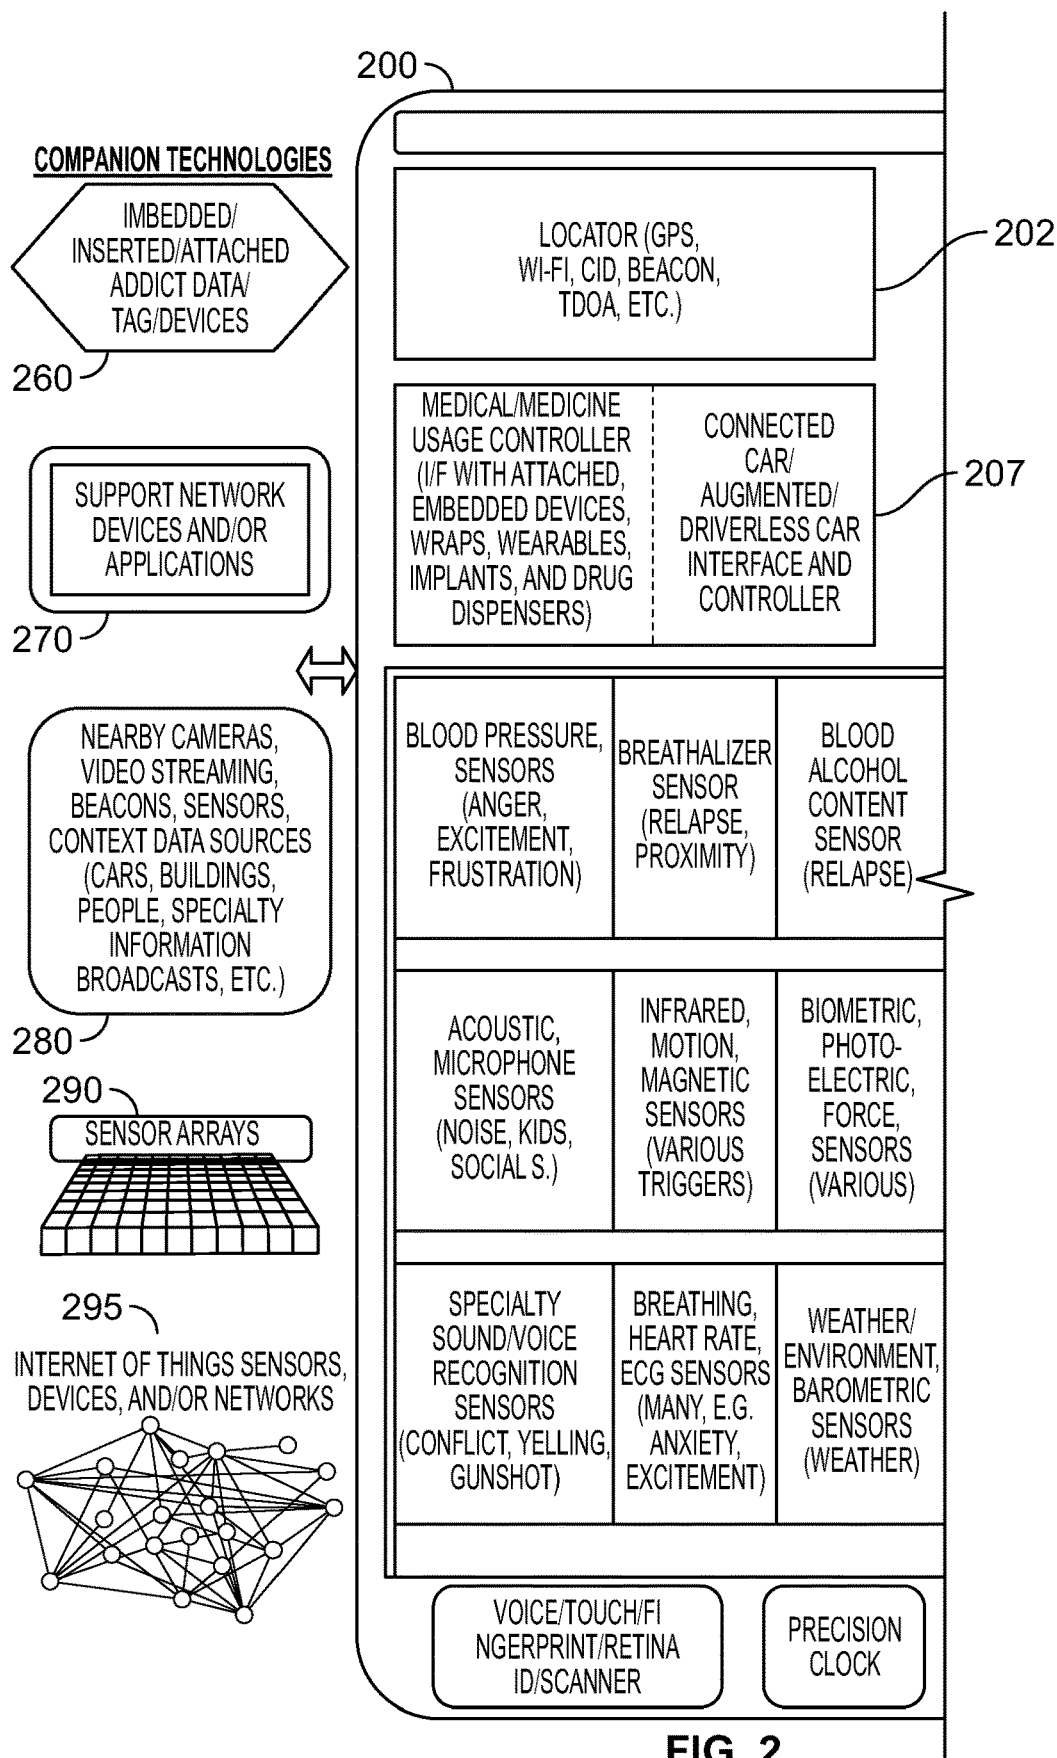 200
COMPANION TECHNOLOGIES
IMBEDDED/
INSERTED/ATTACHED
ADDICT DATA/
TAG/DEVICES
260
SUPPORT NETWORK
DEVICES AND/OR
APPLICATIONS
270
NEARBY CAMERAS,
VIDEO STREAMING,
BEACONS, SENSORS,
CONTEXT DATA SOURCES
(CARS, BUILDINGS,
PEOPLE, SPECIALTY
INFORMATION
BROADCASTS, ETC.)
280
290
SENSOR ARRAYS
295
INTERNET OF THINGS SENSORS,
DEVICES, AND/OR NETWORKS
LOCATOR (GPS,
WI-FI, CID, BEACON,
TDOA, ETC.)
202
MEDICAL/MEDICINE
USAGE CONTROLLER
(I/F WITH ATTACHED,
EMBEDDED DEVICES,
WRAPS, WEARABLES,
IMPLANTS, AND DRUG
DISPENSERS)
CONNECTED
CAR/
AUGMENTED/
DRIVERLESS CAR
INTERFACE AND
CONTROLLER
207
BLOOD PRESSURE,
SENSORS
(ANGER,
EXCITEMENT,
FRUSTRATION)
BREATHALIZER
SENSOR
(RELAPSE,
PROXIMITY)
BLOOD
ALCOHOL
CONTENT
SENSOR
(RELAPSE)
ACOUSTIC,
MICROPHONE
SENSORS
(NOISE, KIDS,
SOCIAL S.)
INFRARED,
MOTION,
MAGNETIC
SENSORS
(VARIOUS
TRIGGERS)
BIOMETRIC,
PHOTO-
ELECTRIC,
FORCE,
SENSORS
(VARIOUS)
SPECIALTY
SOUND/VOICE
RECOGNITION
SENSORS
(CONFLICT, YELLING,
GUNSHOT)
BREATHING,
HEART RATE,
ECG SENSORS
(MANY, E.G.
ANXIETY,
EXCITEMENT)
WEATHER/
ENVIRONMENT,
BAROMETRIC
SENSORS
(WEATHER)
VOICE/TOUCH/FI
NGERPRINT/RETINA
ID/SCANNER
PRECISION
CLOCK
FIG. 2